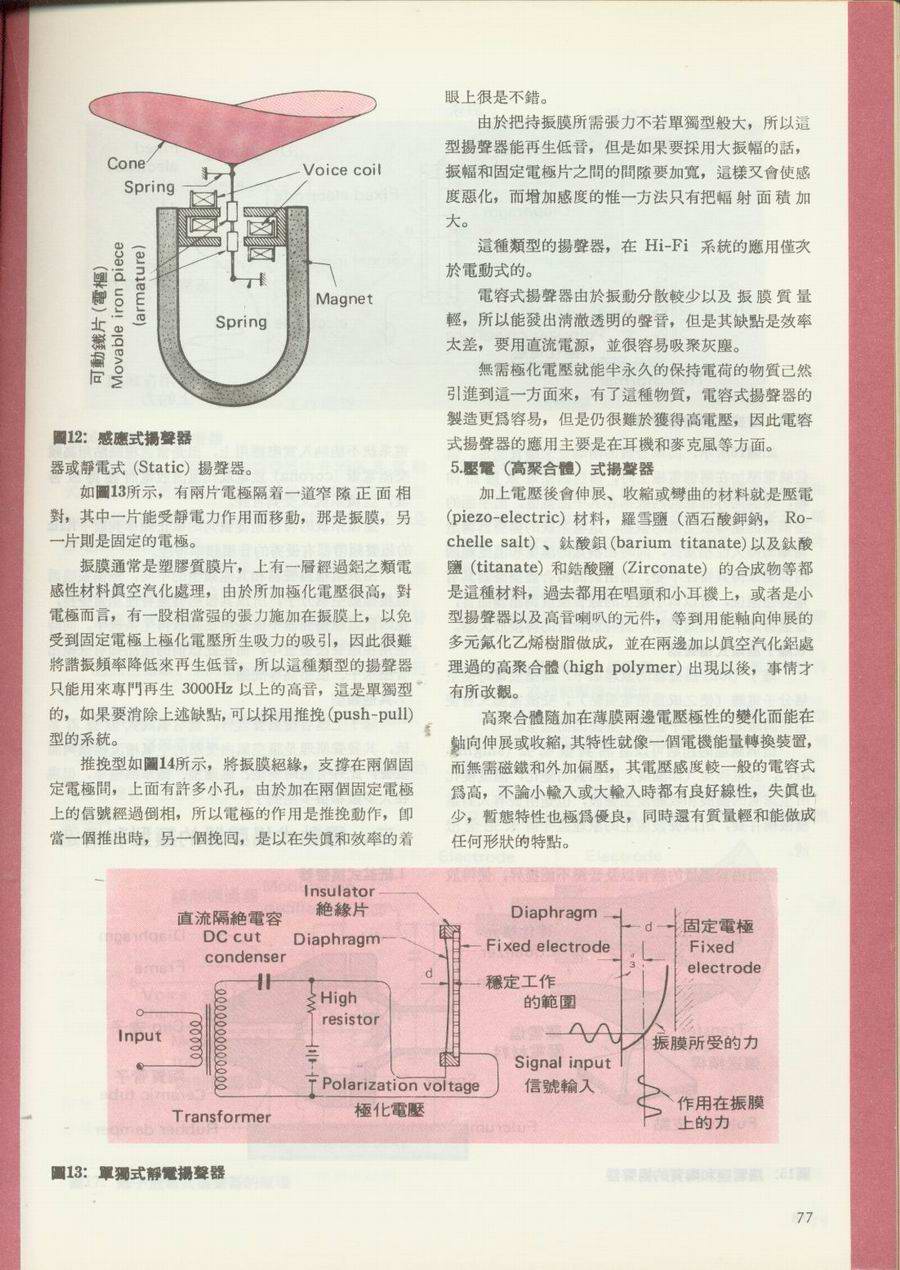 Cone
Spring
Voice coil
Magnet
Spring
可動鐵片(電樞)
Movable iron piece
(armature)
圖12：感應式揚聲器
器或靜電式 (Static) 揚聲器。
如圖13所示，有兩片電極隔着一道窄隙正面相
對，其中一片能受靜電力作用而移動，那是振膜，另
一片則是固定的電極。
振膜通常是塑膠質膜片，上有一層經過鋁之類電
感性材料眞空汽化處理，由於所加極化電壓很高，對
電極而言，有一股相當强的張力施加在振膜上，以免
受到固定電極上極化電壓所生吸力的吸引，因此很難
將諧振頻率降低來再生低音，所以這種類型的揚聲器
只能用來專門再生 3000Hz 以上的高音，這是單獨型
的，如果要消除上述缺點，可以採用推挽 (push-pull)
型的系統。
推挽型如圖14所示，將振膜絕緣，支撐在兩個固
定電極間，上面有許多小孔，由於加在兩個固定電極
上的信號經過倒相，所以電極的作用是推挽動作，卽
當一個推出時，另一個挽囘，是以在失眞和效率的着
眼上很是不錯。
由於把持振膜所需張力不若單獨型般大，所以這
型揚聲器能再生低音，但是如果要採用大振幅的話，
振幅和固定電極片之間的間隙要加寬，這樣又會使感
度惡化，而增加感度的惟一方法只有把輻射面積加
大。
這種類型的揚聲器，在 Hi-Fi 系統的應用僅次
於電動式的。
電容式揚聲器由於振動分散較少以及振膜質量
輕，所以能發出淸澈透明的聲音，但是其缺點是效率
太差，要用直流電源，並很容易吸聚灰塵。
無需極化電壓就能半永久的保持電荷的物質已然
引進到這一方面來，有了這種物質，電容式揚聲器的
製造更爲容易，但是仍很難於獲得高電壓，因此電容
式揚聲器的應用主要是在耳機和麥克風等方面。
5.壓電（高聚合體）式揚聲器
加上電壓後會伸展、收縮或彎曲的材料就是壓電
(piezo-electric) 材料，羅雪鹽（酒石酸鉀鈉， Ro-
chelle salt）、鈦酸鋇 (barium titanate) 以及鈦酸
鹽 (titanate) 和鋯酸鹽 (Zirconate) 的合成物等都
是這種材料，過去都用在唱頭和小耳機上，或者是小
型揚聲器以及高音喇叭的元件，等到用能軸向伸展的
多元氟化乙烯樹脂做成，並在兩邊加以眞空汽化鋁處
理過的高聚合體 (high polymer) 出現以後，事情才
有所改觀。
高聚合體隨加在薄膜兩邊電壓極性的變化而能在
軸向伸展或收縮，其特性就像一個電機能量轉換裝置，
而無需磁鐵和外加偏壓，其電壓感度較一般的電容式
爲高，不論小輸入或大輸入時都有良好線性，失眞也
少，暫態特性也極爲優良，同時還有質量輕和能做成
任何形狀的特點。
Insulator
絕緣片
直流隔絶電容
DC cut
condenser
Diaphragm
Fixed electrode
d
穩定工作
的範圍
High
resistor
Input
Polarization voltage
極化電壓
Transformer
Diaphragm
d
固定電極
Fixed
electrode
d
3
振膜所受的力
Signal input
信號輸入
作用在振膜
上的力
圖13：單獨式靜電揚聲器
77